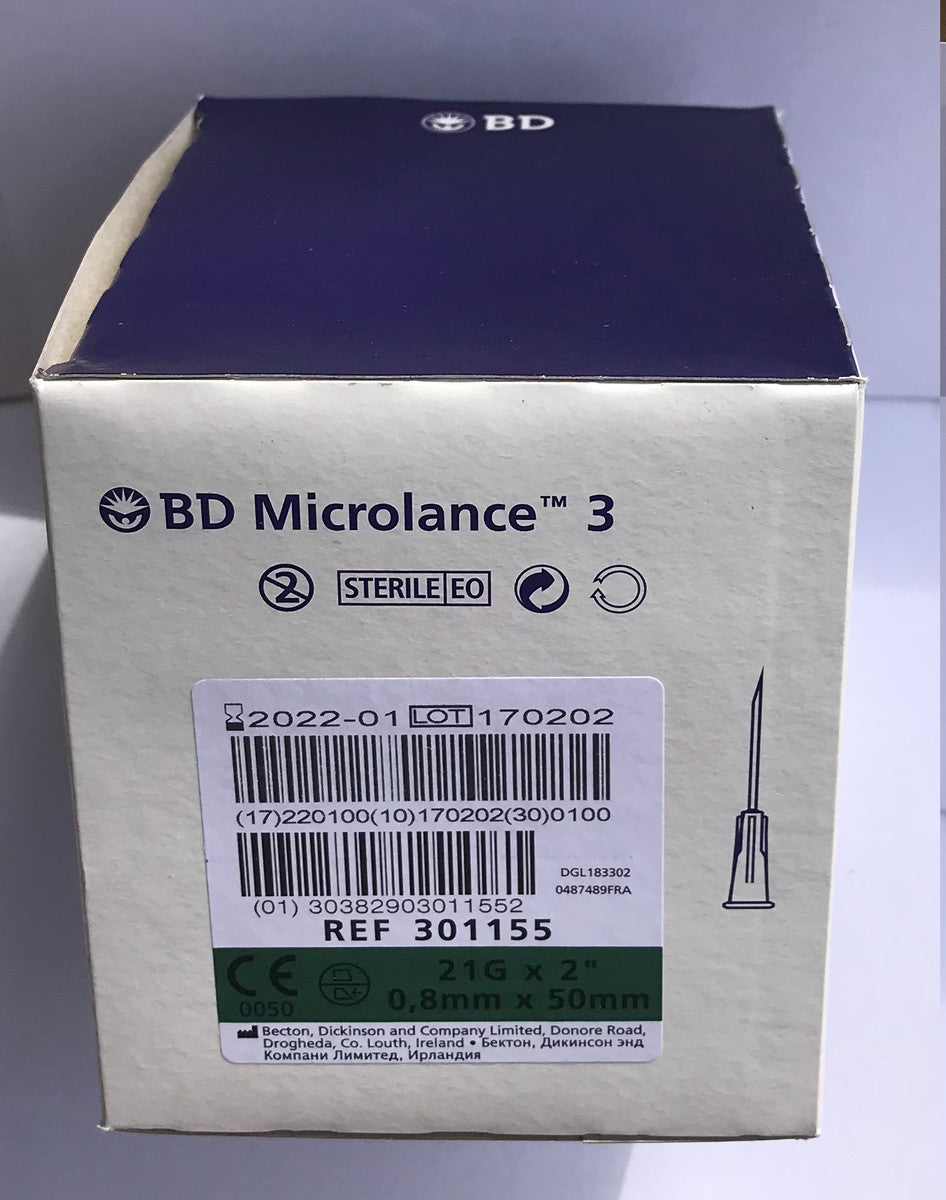 BD
BD Microlance™ 3
2 STERILE EO
2022-01 LOT 170202
(17)220100(10)170202(30)0100
DGL183302
0487489FRA
(01) 30382903011552
REF 301155
CE 21G x 2"
0050 0,8mm x 50mm
Becton, Dickinson and Company Limited, Donore Road,
Drogheda, Co. Louth, Ireland • Бектон, Дикинсон энд
Компани Лимитед, Ирландия